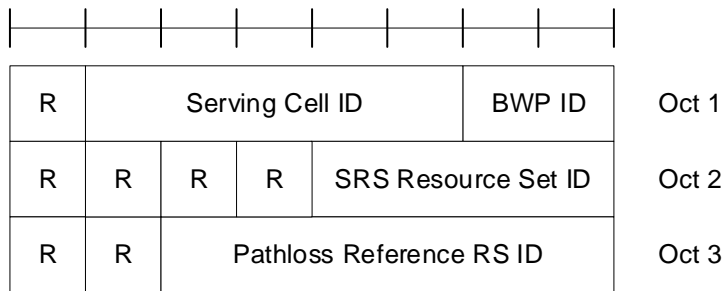 R Serving Cell ID BWP ID Oct 1
R R R R SRS Resource Set ID Oct 2
R R Pathloss Reference RS ID Oct 3